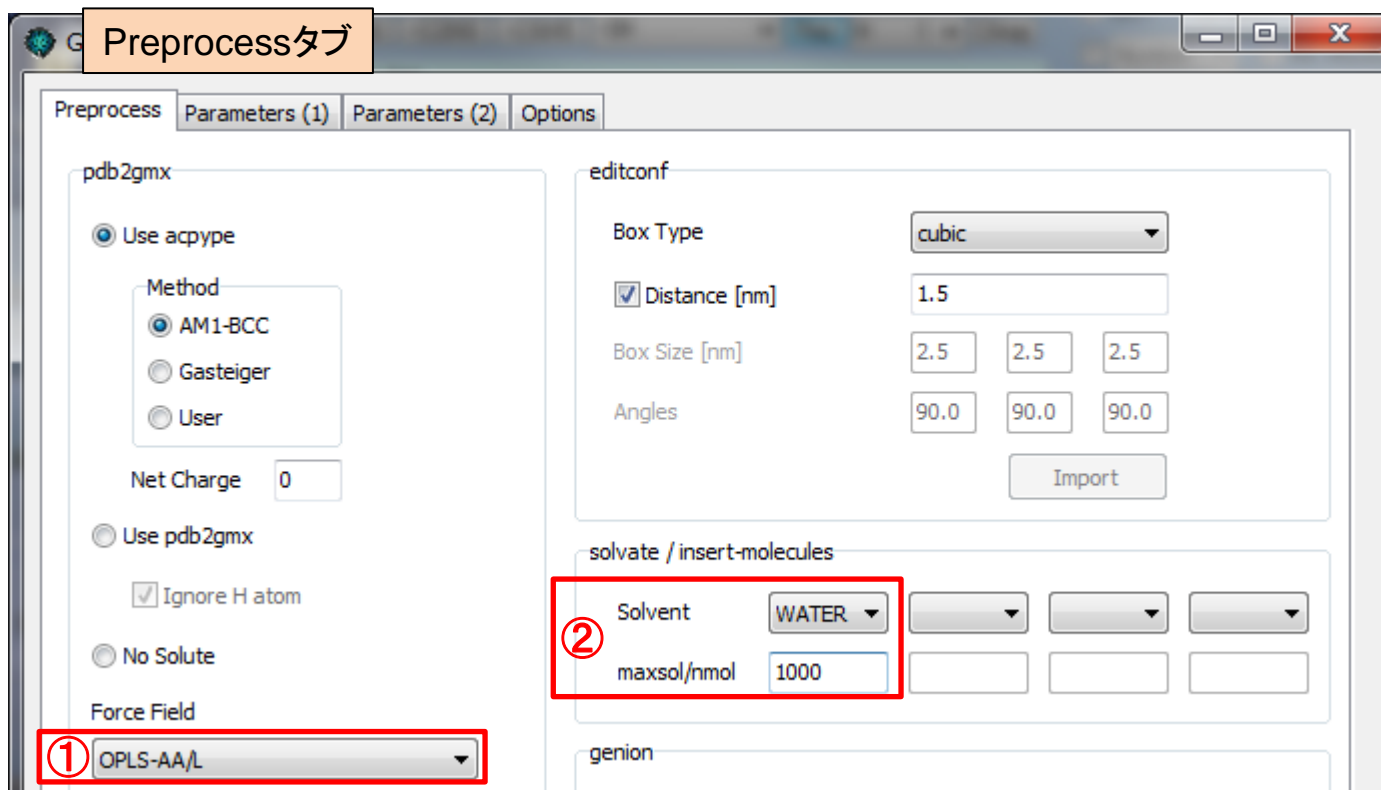 G
Preprocessタブ
Preprocess
Parameters (1)
Parameters (2)
Options
pdb2gmx
Use acpype
Method
AM1-BCC
Gasteiger
User
Net Charge 0
Use pdb2gmx
Ignore H atom
No Solute
Force Field
① OPLS-AA/L
editconf
Box Type cubic
Distance [nm] 1.5
Box Size [nm] 2.5 2.5 2.5
Angles 90.0 90.0 90.0
Import
solvate / insert-molecules
②
Solvent WATER
maxsol/nmol 1000
genion